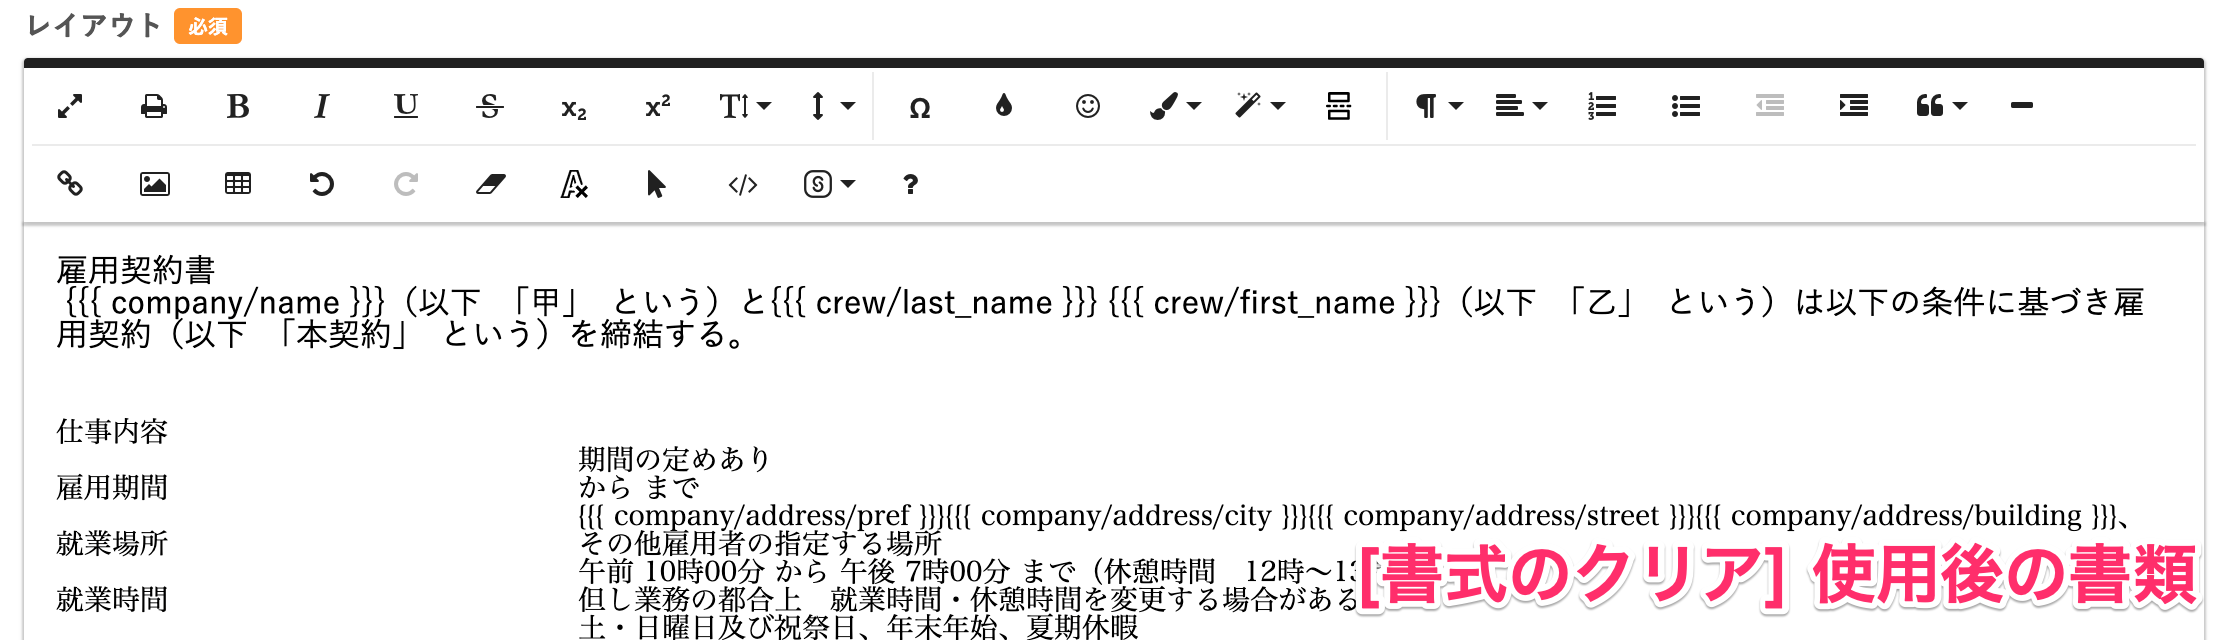 レイアウト 必須
雇用契約書
{{{ company/name }}}（以下 「甲」 という）と{{{ crew/last_name }}} {{{ crew/first_name }}}（以下 「乙」 という）は以下の条件に基づき雇
用契約（以下 「本契約」 という）を締結する。
仕事内容
期間の定めあり
雇用期間
から まで
{{{ company/address/pref }}}{{{ company/address/city }}}{{{ company/address/street }}}{{{ company/address/building }}}、
就業場所
その他雇用者の指定する場所
午前 10時00分 から 午後 7時00分 まで（休憩時間　12時〜13
就業時間
但し業務の都合上　就業時間・休憩時間を変更する場合がある
土・日曜日及び祝祭日、年末年始、夏期休暇
[書式のクリア] 使用後の書類